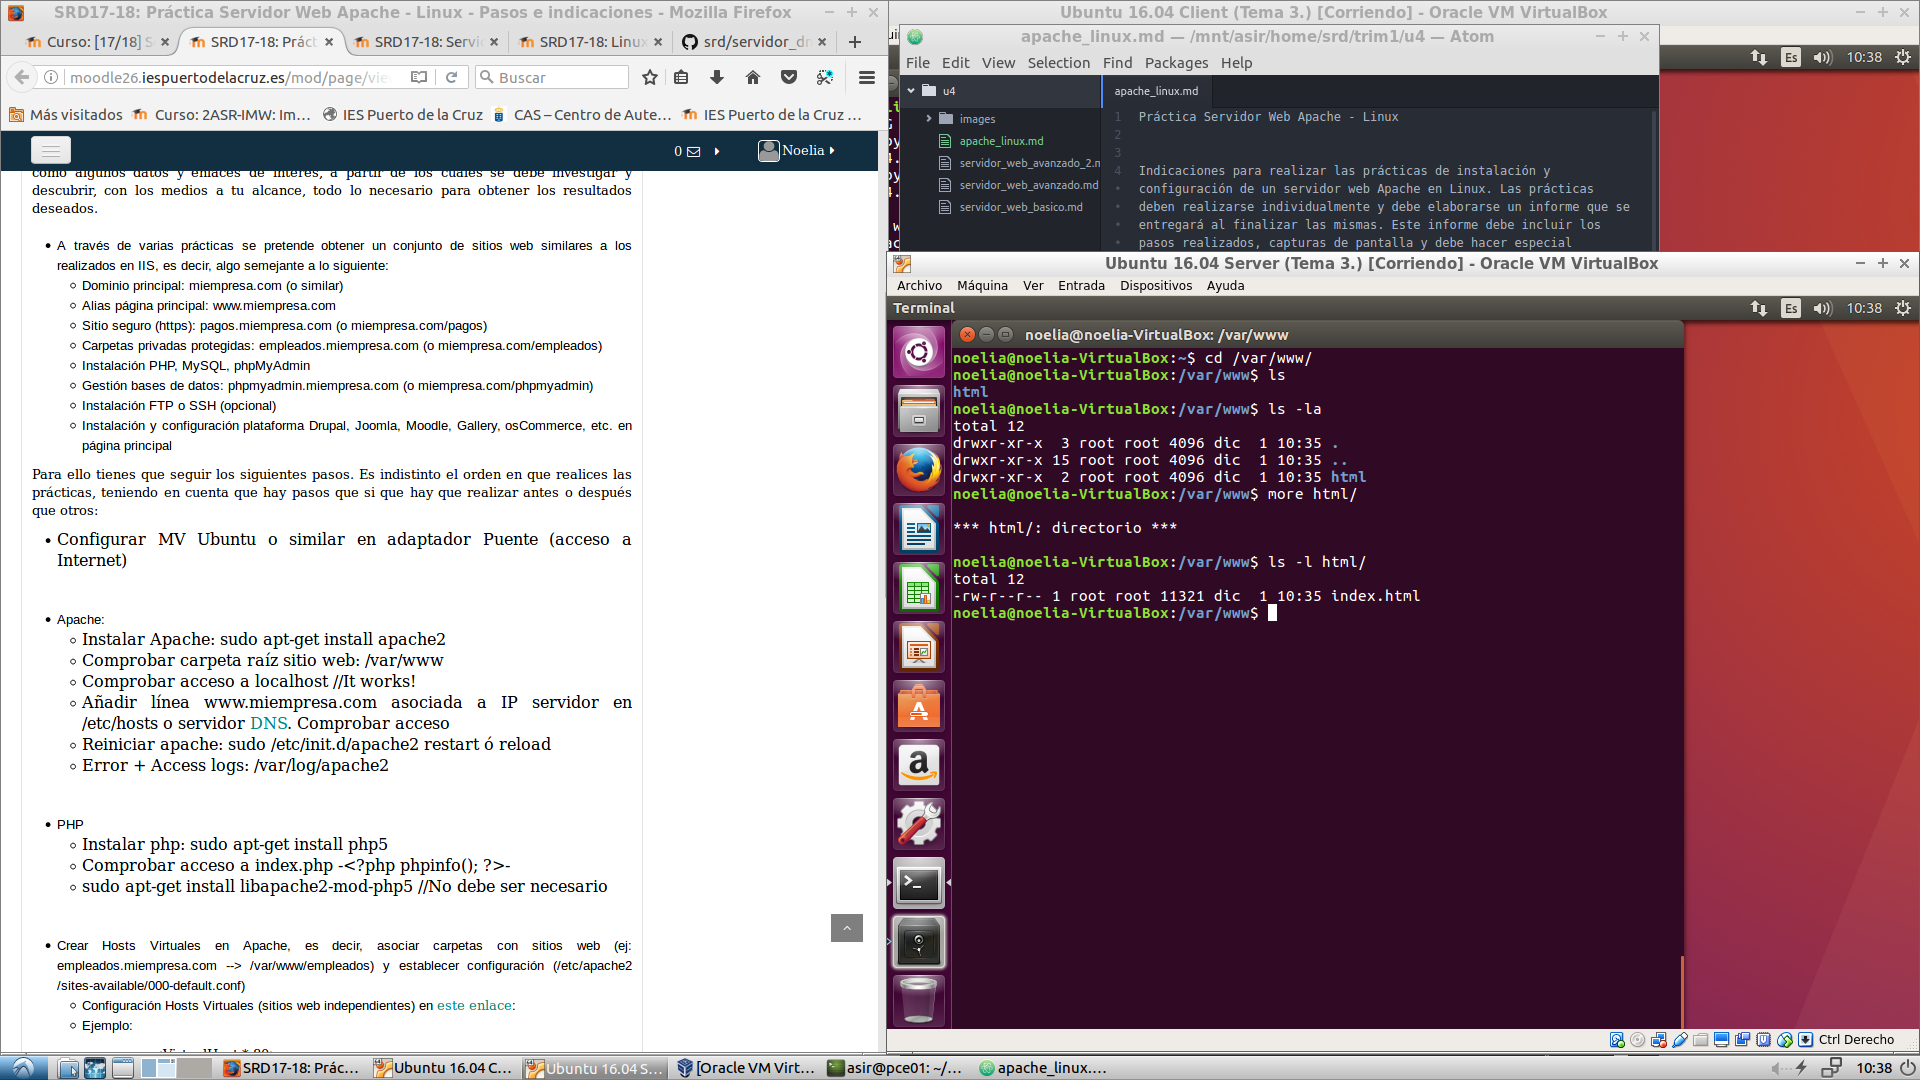 SRD17-18: Práctica Servidor Web Apache - Linux - Pasos e indicaciones - Mozilla Firefox
Curso: [17/18] S
SRD17-18: Práct
SRD17-18: Servi
SRD17-18: Linux
srd/servidor_dn
moodle26.iespuertodelacruz.es/mod/page/vie
Buscar
Más visitados
Curso: 2ASR-IMW: Im...
IES Puerto de la Cruz
CAS – Centro de Aute...
IES Puerto de la Cruz ...
0
Noelia
como algunos datos y enlaces de interés, a partir de los cuales se debe investigar y
descubrir, con los medios a tu alcance, todo lo necesario para obtener los resultados
deseados.
A través de varias prácticas se pretende obtener un conjunto de sitios web similares a los
realizados en IIS, es decir, algo semejante a lo siguiente:
Dominio principal: miempresa.com (o similar)
Alias página principal: www.miempresa.com
Sitio seguro (https): pagos.miempresa.com (o miempresa.com/pagos)
Carpetas privadas protegidas: empleados.miempresa.com (o miempresa.com/empleados)
Instalación PHP, MySQL, phpMyAdmin
Gestión bases de datos: phpmyadmin.miempresa.com (o miempresa.com/phpmyadmin)
Instalación FTP o SSH (opcional)
Instalación y configuración plataforma Drupal, Joomla, Moodle, Gallery, osCommerce, etc. en
página principal
Para ello tienes que seguir los siguientes pasos. Es indistinto el orden en que realices las
prácticas, teniendo en cuenta que hay pasos que si que hay que realizar antes o después
que otros:
Configurar MV Ubuntu o similar en adaptador Puente (acceso a
Internet)
Apache:
Instalar Apache: sudo apt-get install apache2
Comprobar carpeta raíz sitio web: /var/www
Comprobar acceso a localhost //It works!
Añadir línea www.miempresa.com asociada a IP servidor en
/etc/hosts o servidor DNS. Comprobar acceso
Reiniciar apache: sudo /etc/init.d/apache2 restart ó reload
Error + Access logs: /var/log/apache2
PHP
Instalar php: sudo apt-get install php5
Comprobar acceso a index.php -<?php phpinfo(); ?>-
sudo apt-get install libapache2-mod-php5 //No debe ser necesario
Crear Hosts Virtuales en Apache, es decir, asociar carpetas con sitios web (ej:
empleados.miempresa.com --> /var/www/empleados) y establecer configuración (/etc/apache2
/sites-available/000-default.conf)
Configuración Hosts Virtuales (sitios web independientes) en este enlace:
Ejemplo:
Ubuntu 16.04 Client (Tema 3.) [Corriendo] - Oracle VM VirtualBox
Es 10:38
apache_linux.md — /mnt/asir/home/srd/trim1/u4 — Atom
File Edit View Selection Find Packages Help
u4
images
apache_linux.md
servidor_web_avanzado_2.m
servidor_web_avanzado.md
servidor_web_basico.md
apache_linux.md
1 Práctica Servidor Web Apache - Linux
2
3
4 Indicaciones para realizar las prácticas de instalación y
configuración de un servidor web Apache en Linux. Las prácticas
deben realizarse individualmente y debe elaborarse un informe que se
entregará al finalizar las mismas. Este informe debe incluir los
pasos realizados, capturas de pantalla y debe hacer especial
Ubuntu 16.04 Server (Tema 3.) [Corriendo] - Oracle VM VirtualBox
Archivo Máquina Ver Entrada Dispositivos Ayuda
Terminal
Es 10:38
noelia@noelia-VirtualBox: /var/www
noelia@noelia-VirtualBox:~$ cd /var/www/
noelia@noelia-VirtualBox:/var/www$ ls
html
noelia@noelia-VirtualBox:/var/www$ ls -la
total 12
drwxr-xr-x  3 root root 4096 dic  1 10:35 .
drwxr-xr-x 15 root root 4096 dic  1 10:35 ..
drwxr-xr-x  2 root root 4096 dic  1 10:35 html
noelia@noelia-VirtualBox:/var/www$ more html/
*** html/: directorio ***
noelia@noelia-VirtualBox:/var/www$ ls -l html/
total 12
-rw-r--r-- 1 root root 11321 dic  1 10:35 index.html
noelia@noelia-VirtualBox:/var/www$
Ctrl Derecho
SRD17-18: Prác...
Ubuntu 16.04 C...
Ubuntu 16.04 S...
[Oracle VM Virt...
asir@pce01: ~/...
apache_linux....
10:38